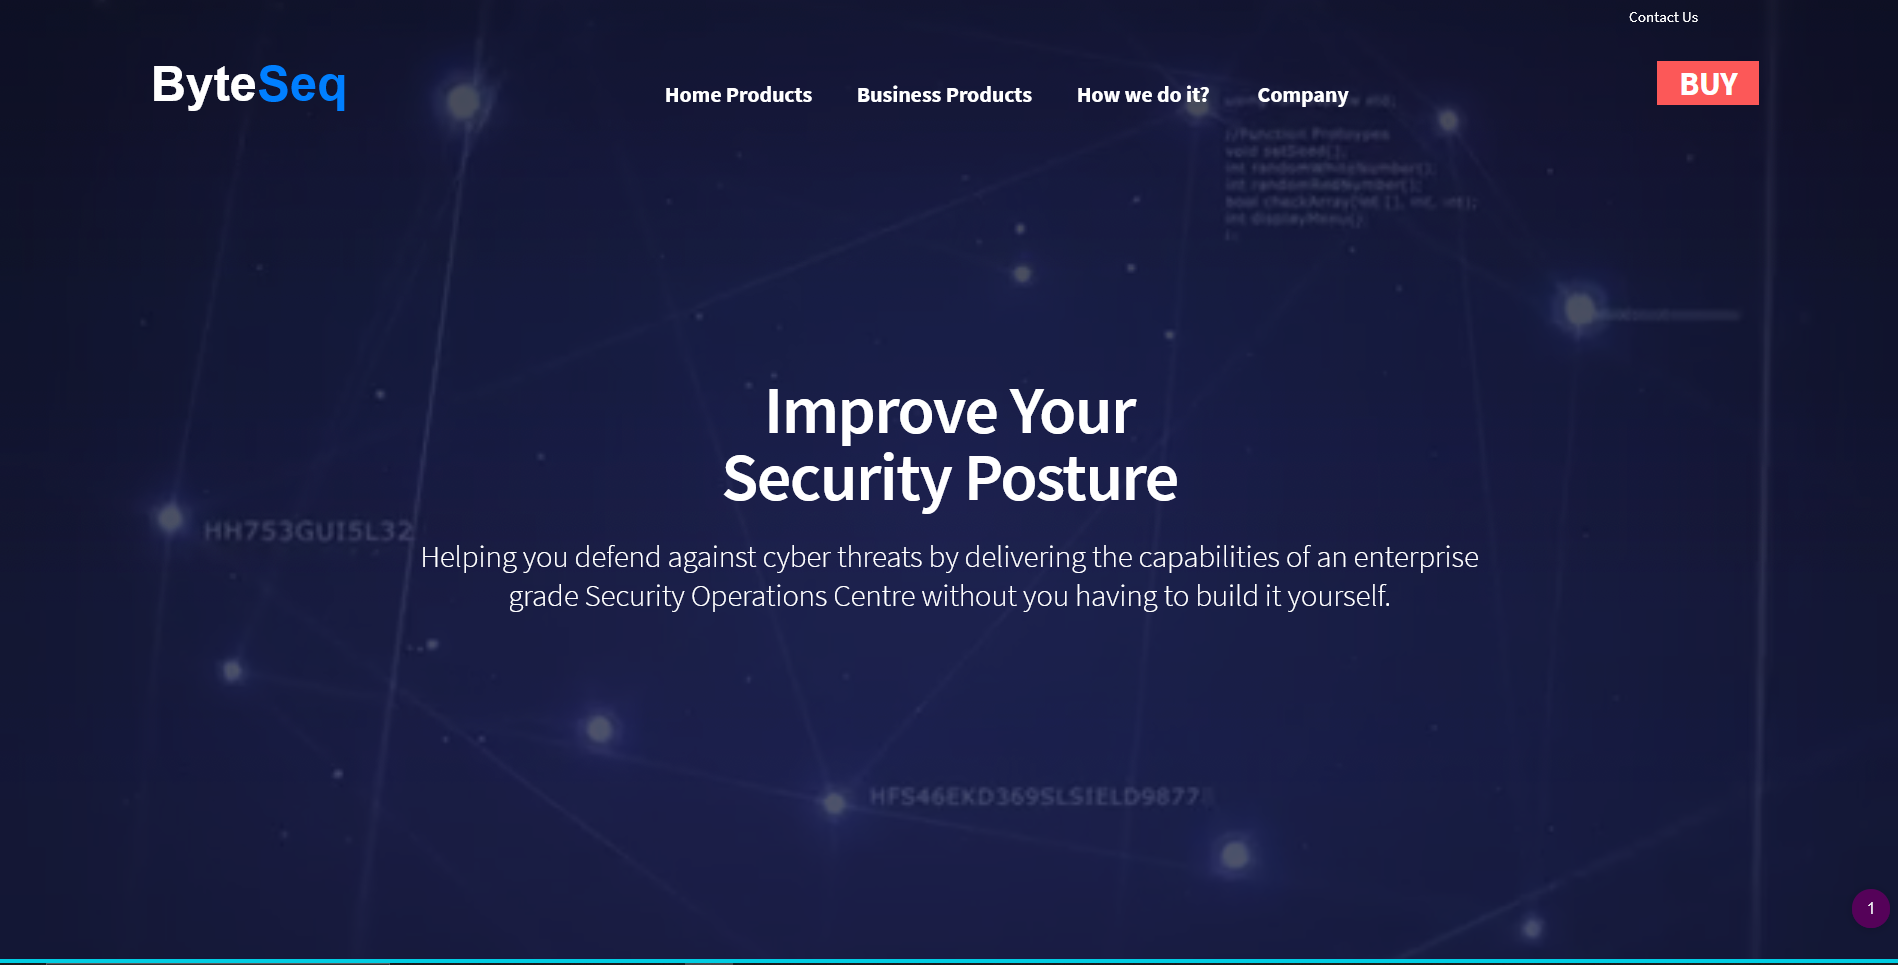 Contact Us
ByteSeq
Home Products
Business Products
How we do it?
Company
BUY
//Function
void setSeed();
int randomWhiteNumber();
int randomRedNumber();
bool checkArray(int [], int, int);
int displayMenu()
Improve Your
Security Posture
HH753GUI5L32
Helping you defend against cyber threats by delivering the capabilities of an enterprise
grade Security Operations Centre without you having to build it yourself.
HFS46EKD369SLSIELD9877
1